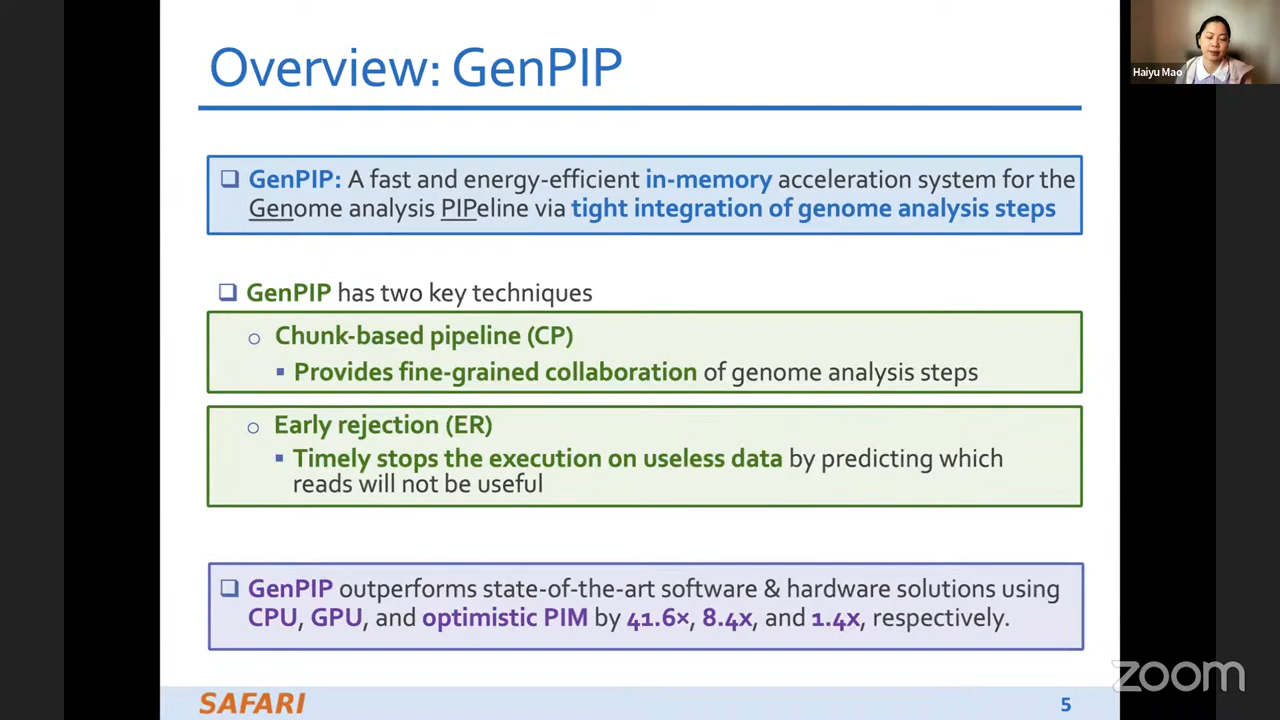 Overview: GenPIP
Haiyu Mao
❑ GenPIP: A fast and energy-efficient in-memory acceleration system for the
Genome analysis PIPeline via tight integration of genome analysis steps
❑ GenPIP has two key techniques
○ Chunk-based pipeline (CP)
▪ Provides fine-grained collaboration of genome analysis steps
○ Early rejection (ER)
▪ Timely stops the execution on useless data by predicting which
reads will not be useful
❑ GenPIP outperforms state-of-the-art software & hardware solutions using
CPU, GPU, and optimistic PIM by 41.6×, 8.4x, and 1.4x, respectively.
SAFARI
5
zoom